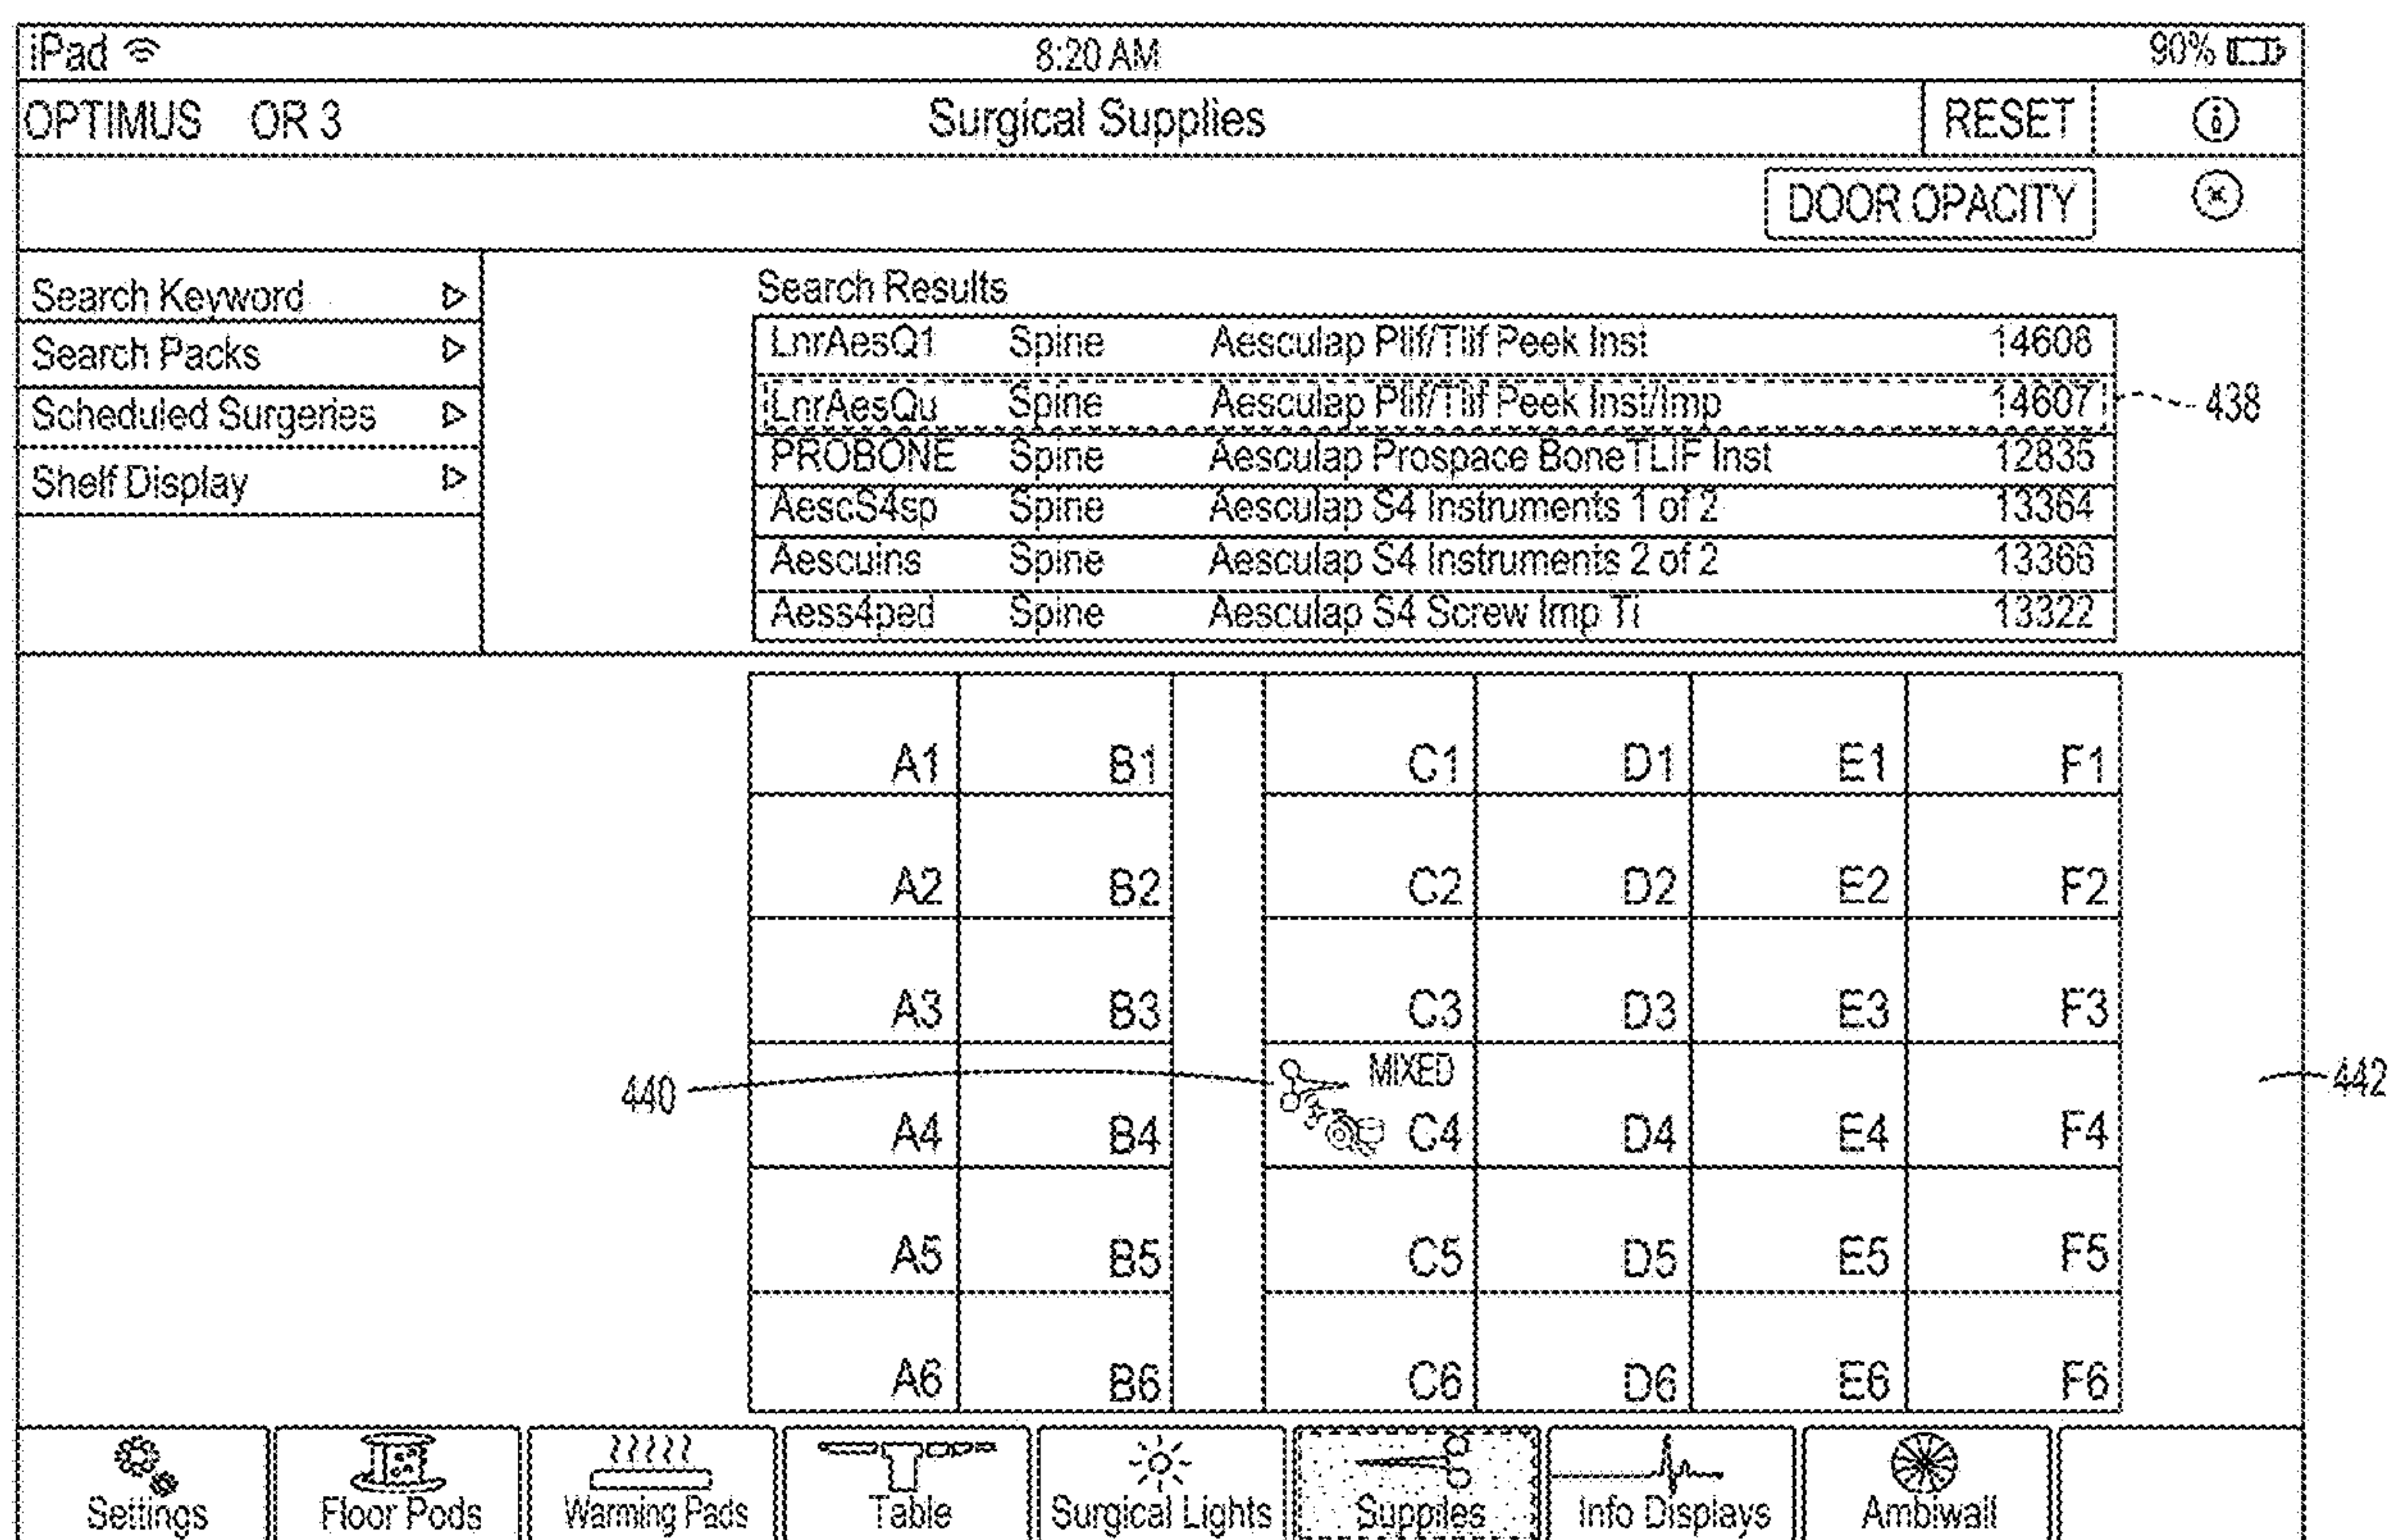 iPad 8:20 AM 90%
OPTIMUS OR 3 Surgical Supplies RESET i
DOOR OPACITY
Search Keyword
Search Packs
Scheduled Surgeries
Shelf Display
Search Results
LnrAesQ1 Spine Aesculap Plif/Tlif Peek Inst 14608
LnrAesQu Spine Aesculap Plif/Tlif Peek Inst/Imp 14607 438
PROBONE Spine Aesculap Prospace BoneTLIF Inst 12835
AescS4sp Spine Aesculap S4 Instruments 1 of 2 13364
Aescuins Spine Aesculap S4 Instruments 2 of 2 13366
Aess4ped Spine Aesculap S4 Screw Imp Ti 13322
A1 B1 C1 D1 E1 F1
A2 B2 C2 D2 E2 F2
A3 B3 C3 D3 E3 F3
440 MIXED 442
A4 B4 C4 D4 E4 F4
A5 B5 C5 D5 E5 F5
A6 B6 C6 D6 E6 F6
Settings Floor Pods Warming Pads Table Surgical Lights Supplies Info Displays Ambiwall